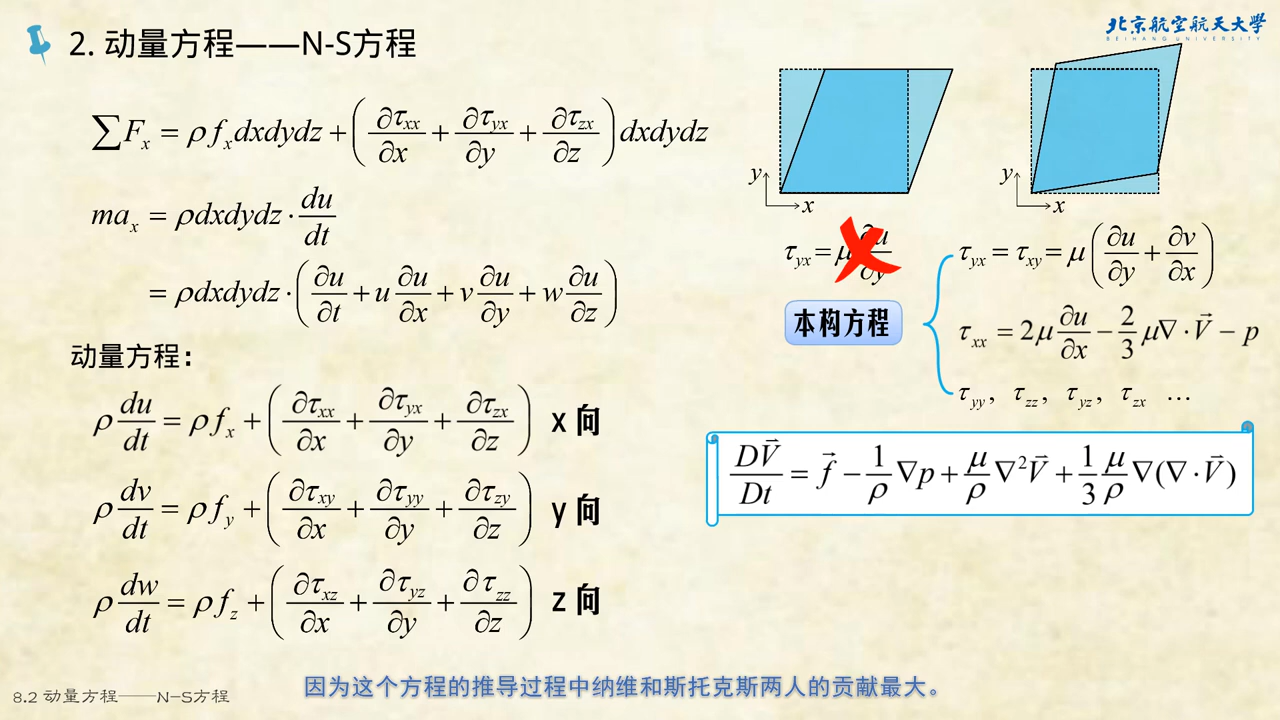 2. 动量方程——N-S方程
北京航空航天大学
BEIHANG UNIVERSITY
∑F_x = ρf_x dxdydz + (∂τ_xx/∂x + ∂τ_yx/∂y + ∂τ_zx/∂z) dxdydz
ma_x = ρdxdydz · du/dt
= ρdxdydz · (∂u/∂t + u ∂u/∂x + v ∂u/∂y + w ∂u/∂z)
动量方程：
ρ du/dt = ρf_x + (∂τ_xx/∂x + ∂τ_yx/∂y + ∂τ_zx/∂z) x 向
ρ dv/dt = ρf_y + (∂τ_xy/∂x + ∂τ_yy/∂y + ∂τ_zy/∂z) y 向
ρ dw/dt = ρf_z + (∂τ_xz/∂x + ∂τ_yz/∂y + ∂τ_zz/∂z) z 向
y
x
y
x
τ_yx = μ ∂u/∂y
τ_yx = τ_xy = μ (∂u/∂y + ∂v/∂x)
本构方程
τ_xx = 2μ ∂u/∂x − 2/3 μ∇·V⃗ − p
τ_yy, τ_zz, τ_yz, τ_zx …
DV⃗/Dt = f⃗ − 1/ρ ∇p + μ/ρ ∇²V⃗ + 1/3 μ/ρ ∇(∇·V⃗)
因为这个方程的推导过程中纳维和斯托克斯两人的贡献最大。
8.2 动量方程——N-S方程